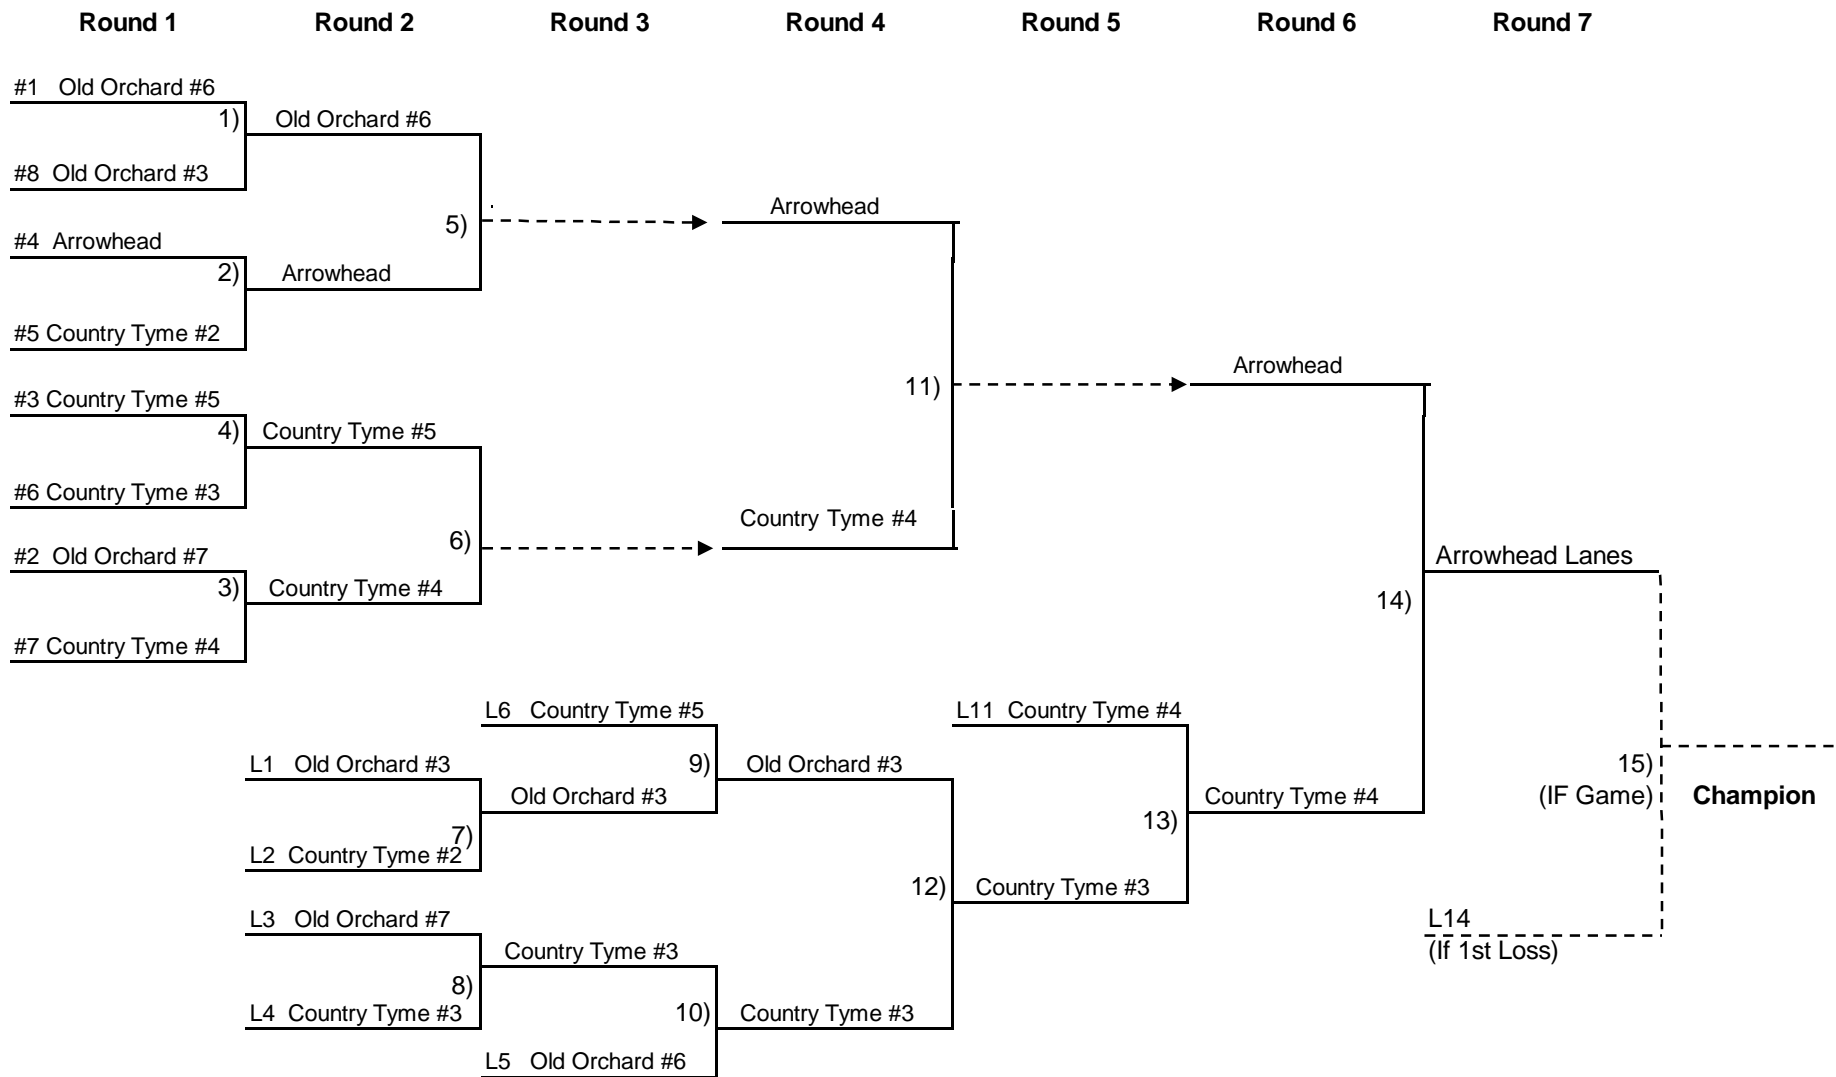 Round 1 Round 2 Round 3 Round 4 Round 5 Round 6 Round 7
#1 Old Orchard #6
1) Old Orchard #6
#8 Old Orchard #3
5) Arrowhead
#4 Arrowhead
2) Arrowhead
#5 Country Tyme #2
11) Arrowhead
#3 Country Tyme #5
4) Country Tyme #5
#6 Country Tyme #3
6) Country Tyme #4
#2 Old Orchard #7
3) Country Tyme #4
#7 Country Tyme #4
14) Arrowhead Lanes
L6 Country Tyme #5
L11 Country Tyme #4
L1 Old Orchard #3
9) Old Orchard #3
Old Orchard #3
7)
L2 Country Tyme #2
13) Country Tyme #4
15)
(IF Game) Champion
12) Country Tyme #3
L3 Old Orchard #7
Country Tyme #3
8)
L4 Country Tyme #3
10) Country Tyme #3
L5 Old Orchard #6
L14
(If 1st Loss)